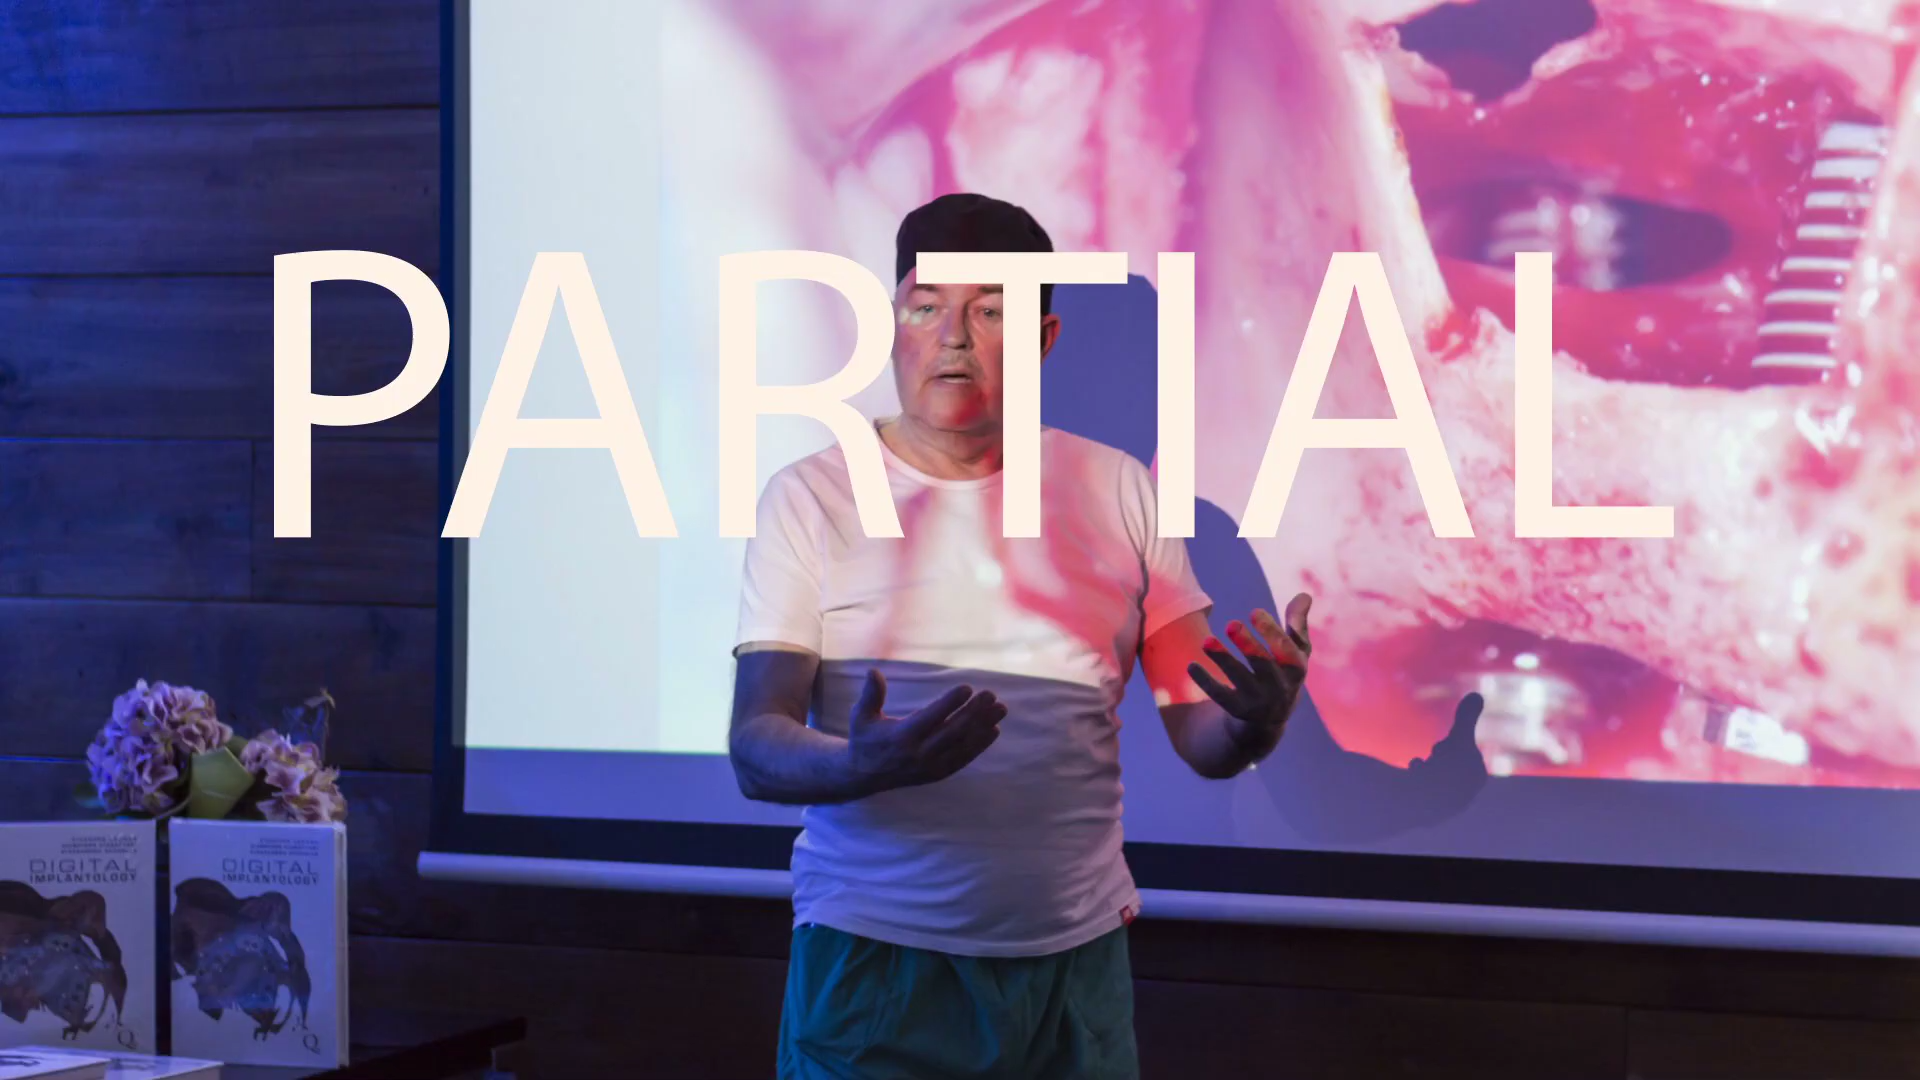 PARTIAL
DIGITAL
IMPLANTOLOGY
DIGITAL
IMPLANTOLOGY
Q
Q